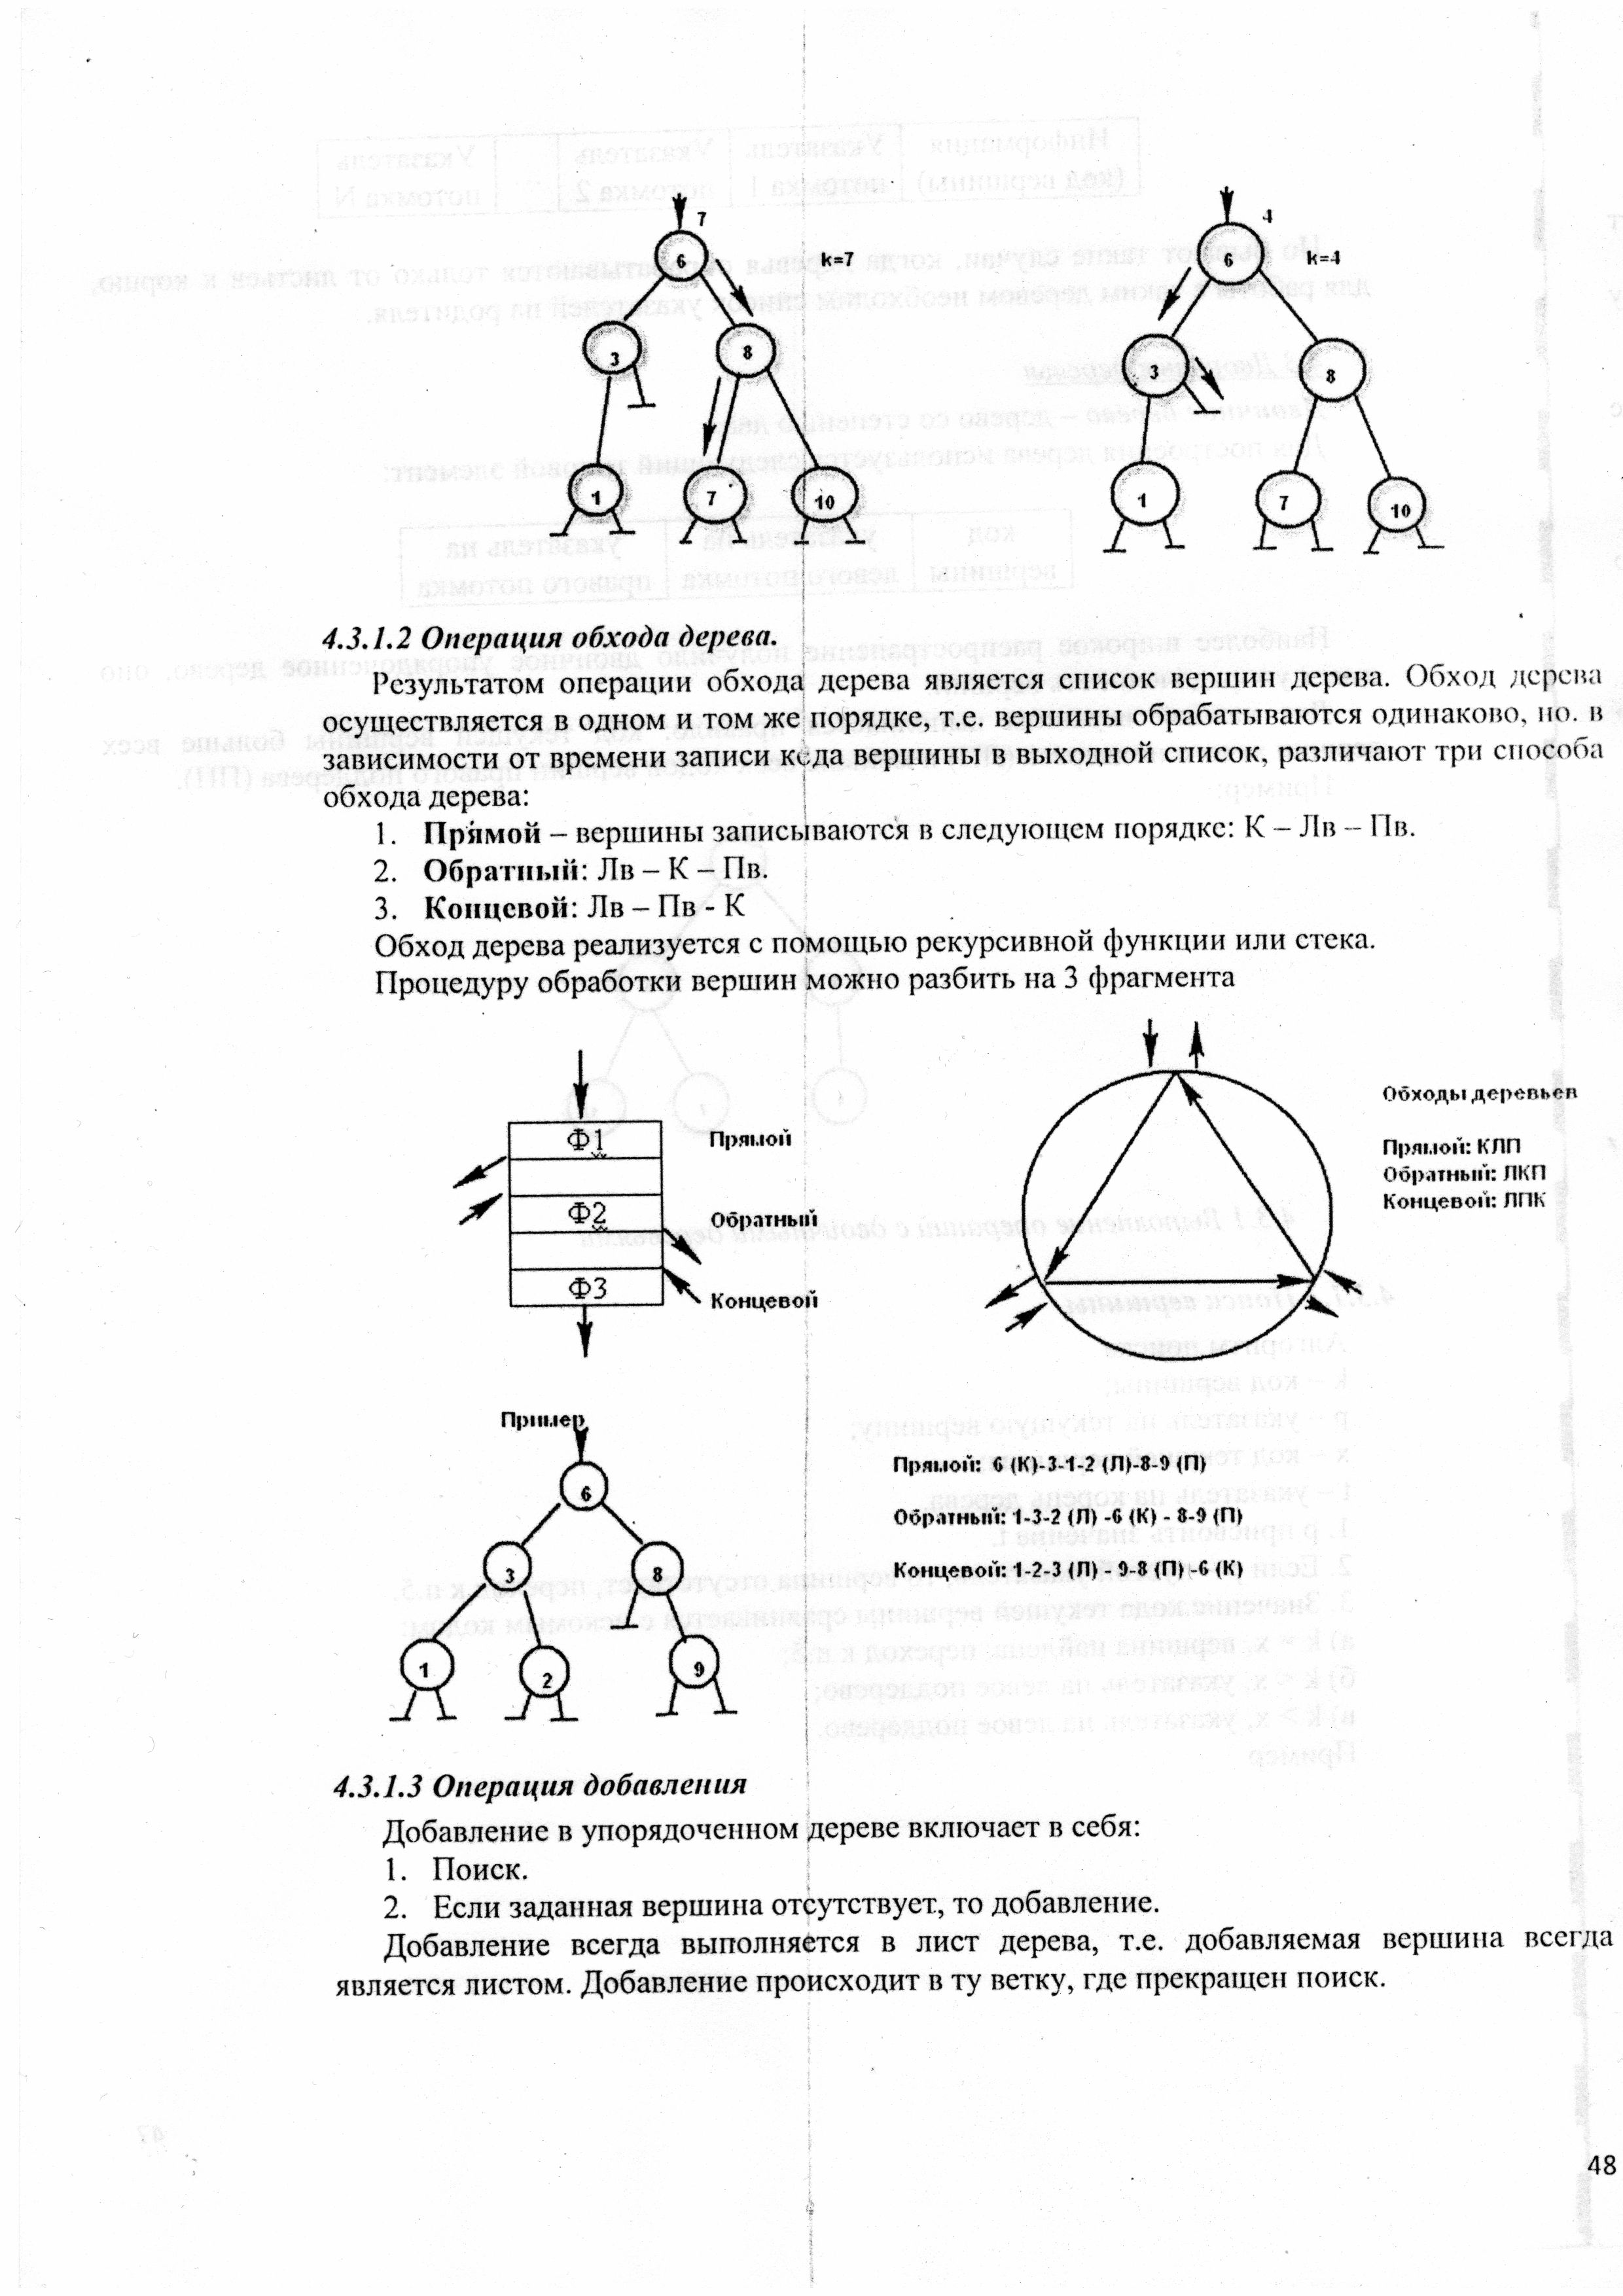 7
6
k=7
3
8
1
7
10
4
6
k=4
3
8
1
7
10
4.3.1.2 Операция обхода дерева.
Результатом операции обхода дерева является список вершин дерева. Обход дерева
осуществляется в одном и том же порядке, т.е. вершины обрабатываются одинаково, но. в
зависимости от времени записи кода вершины в выходной список, различают три способа
обхода дерева:
1. Прямой – вершины записываются в следующем порядке: К – Лв – Пв.
2. Обратный: Лв – К – Пв.
3. Концевой: Лв – Пв - К
Обход дерева реализуется с помощью рекурсивной функции или стека.
Процедуру обработки вершин можно разбить на 3 фрагмента
Ф1
Прямой
Ф2
Обратный
Ф3
Концевой
Обходы деревьев
Прямой: КЛП
Обратный: ЛКП
Концевой: ЛПК
Пример
6
3
8
1
2
9
Прямой: 6 (К)-3-1-2 (Л)-8-9 (П)
Обратный: 1-3-2 (Л) -6 (К) - 8-9 (П)
Концевой: 1-2-3 (Л) - 9-8 (П) -6 (К)
4.3.1.3 Операция добавления
Добавление в упорядоченном дереве включает в себя:
1. Поиск.
2. Если заданная вершина отсутствует, то добавление.
Добавление всегда выполняется в лист дерева, т.е. добавляемая вершина всегда
является листом. Добавление происходит в ту ветку, где прекращен поиск.
48